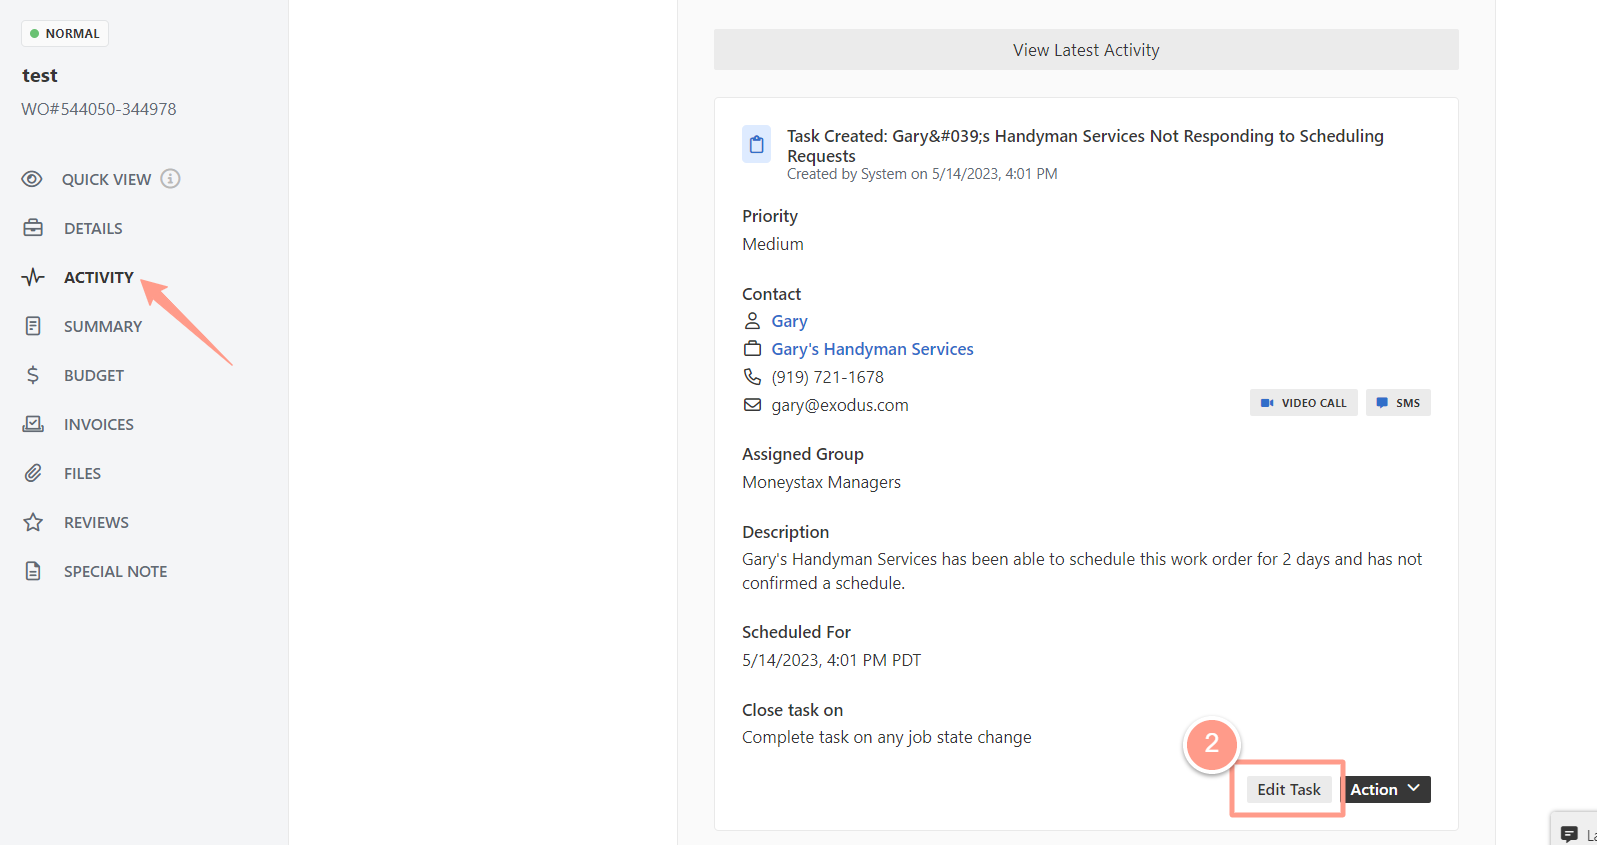 NORMAL
test
WO#544050-344978
QUICK VIEW
DETAILS
ACTIVITY
SUMMARY
BUDGET
INVOICES
FILES
REVIEWS
SPECIAL NOTE
View Latest Activity
Task Created: Gary&#039;s Handyman Services Not Responding to Scheduling
Requests
Created by System on 5/14/2023, 4:01 PM
Priority
Medium
Contact
Gary
Gary's Handyman Services
(919) 721-1678
gary@exodus.com
VIDEO CALL
SMS
Assigned Group
Moneystax Managers
Description
Gary's Handyman Services has been able to schedule this work order for 2 days and has not
confirmed a schedule.
Scheduled For
5/14/2023, 4:01 PM PDT
Close task on
Complete task on any job state change
2
Edit Task
Action